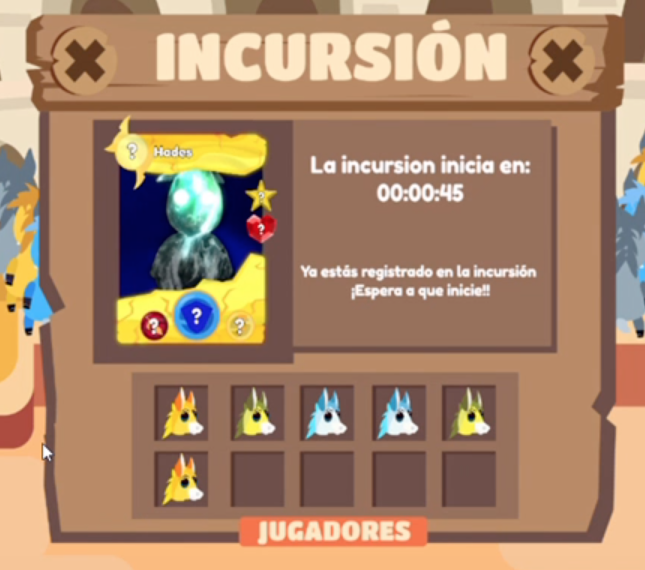 INCURSIÓN
? Hades
La incursion inicia en:
00:00:45
?
?
Ya estás registrado en la incursión
¡Espera a que inicie!!
? ? ?
JUGADORES